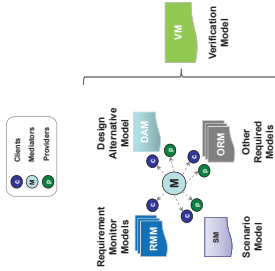 VM
Verification
Model
Design
Alternative
Model
DAM
P
C
C
P
M
ORM
Other
Required
Models
C
P
C
P
Requirement
Monitor
Models
RMM
SM
Scenario
Model
C
Clients
M
Mediators
P
Providers